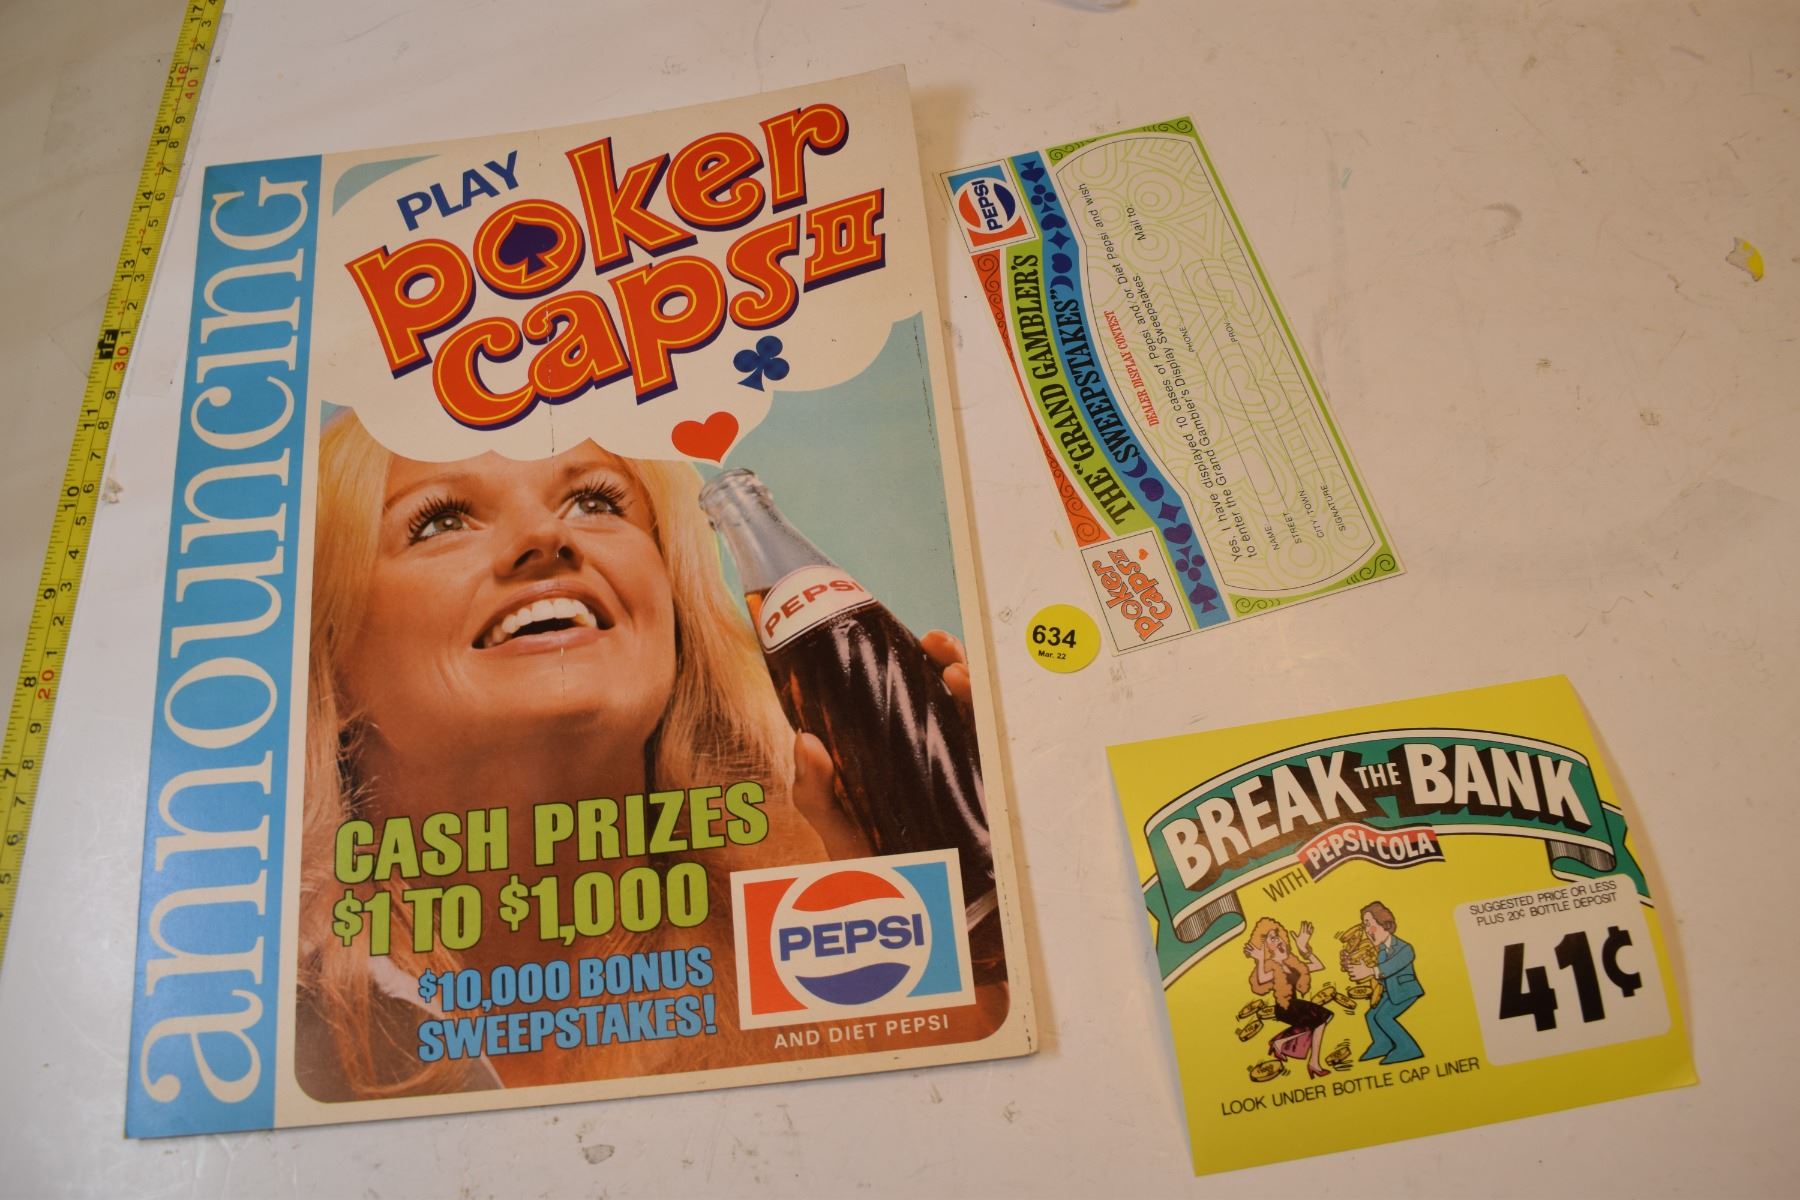 announcing
PLAY
poker
caps II
PEPSI
CASH PRIZES
$1 TO $1,000
$10,000 BONUS
SWEEPSTAKES!
PEPSI
AND DIET PEPSI
PEPSI
THE "GRAND GAMBLER'S
SWEEPSTAKES"
DEALER DISPLAY CONTEST
Yes, I have displayed 10 cases of Pepsi and/or Diet Pepsi and wish
to enter the Grand Gambler's Display Sweepstakes. Mail to:
NAME PHONE
STREET
CITY/TOWN PROV.
SIGNATURE
poker
caps II
634
Mar. 22
BREAK THE BANK
WITH PEPSI-COLA
SUGGESTED PRICE OR LESS
PLUS 20¢ BOTTLE DEPOSIT
41¢
LOOK UNDER BOTTLE CAP LINER